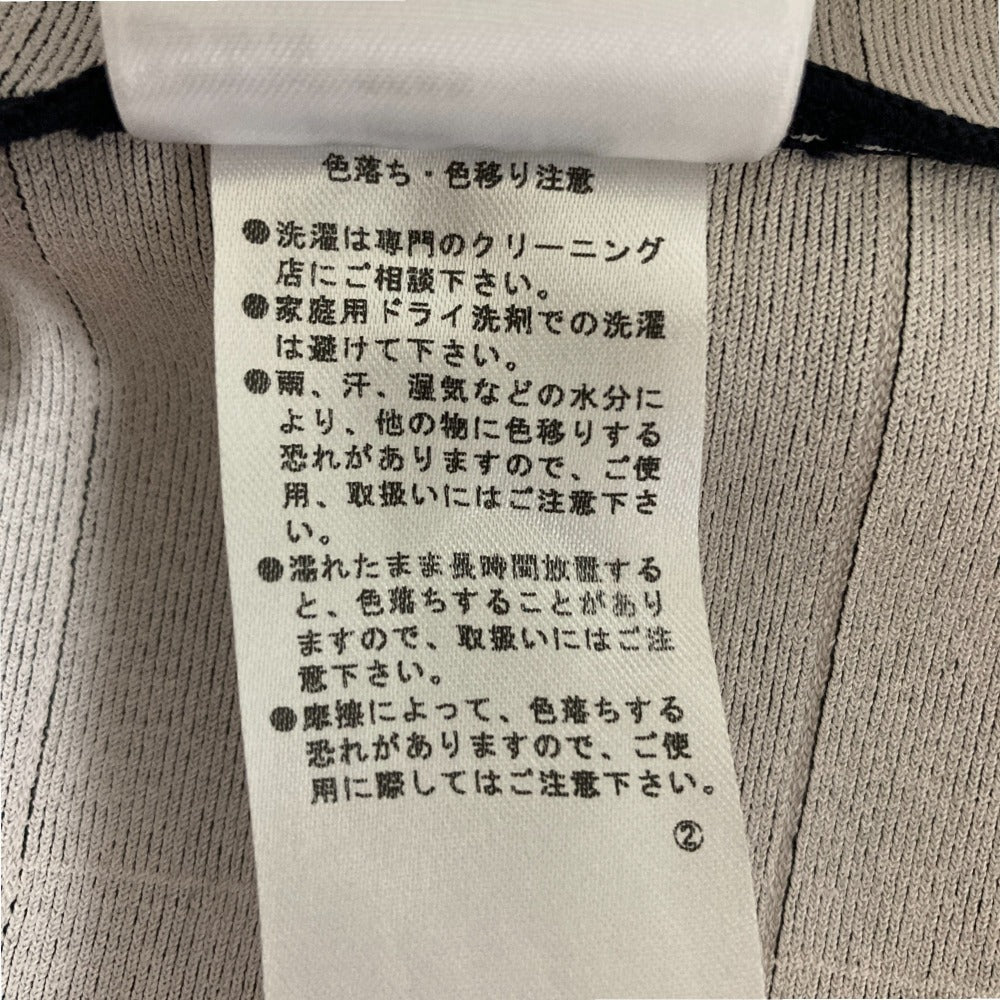 色落ち・色移り注意
●洗濯は専門のクリーニング
店にご相談下さい。
●家庭用ドライ洗剤での洗濯
は避けて下さい。
●雨、汗、湿気などの水分に
より、他の物に色移りする
恐れがありますので、ご使
用、取扱いにはご注意下さ
い。
●濡れたまま長時間放置する
と、色落ちすることがあり
ますので、取扱いにはご注
意下さい。
●摩擦によって、色落ちする
恐れがありますので、ご使
用に際してはご注意下さい。
②